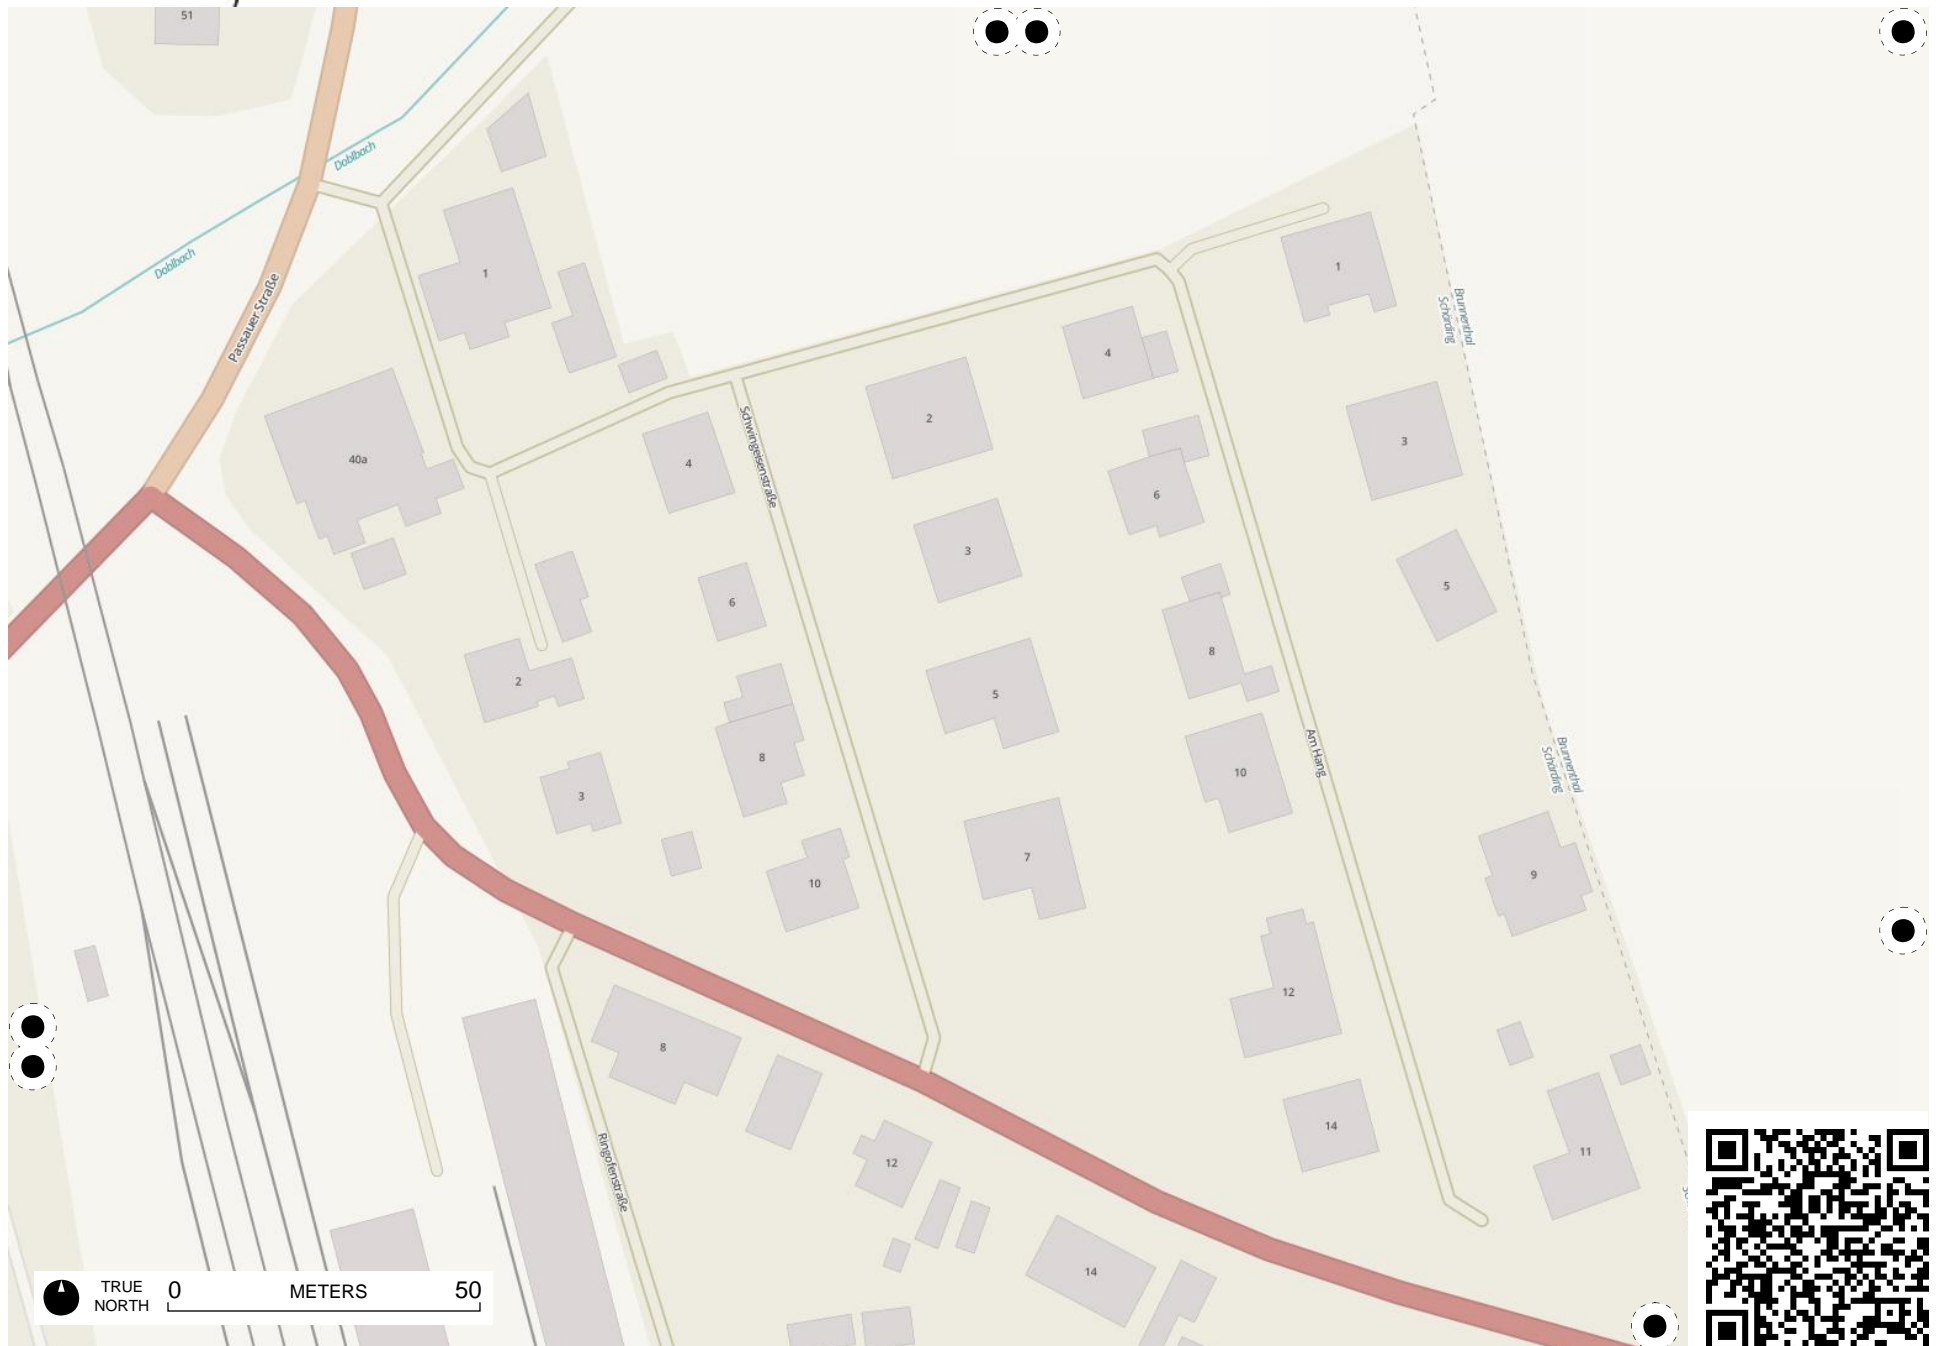 51
Doblbach
Doblbach
Passauer Straße
1
1
Brunnenthal
Schärding
4
2
3
40a
4
Schwingeisenstraße
6
3
5
6
8
2
5
Am Hang
8
10
Brunnenthal
Schärding
3
7
10
9
12
8
14
11
12
Ringofenstraße
14
TRUE
NORTH
0 METERS 50